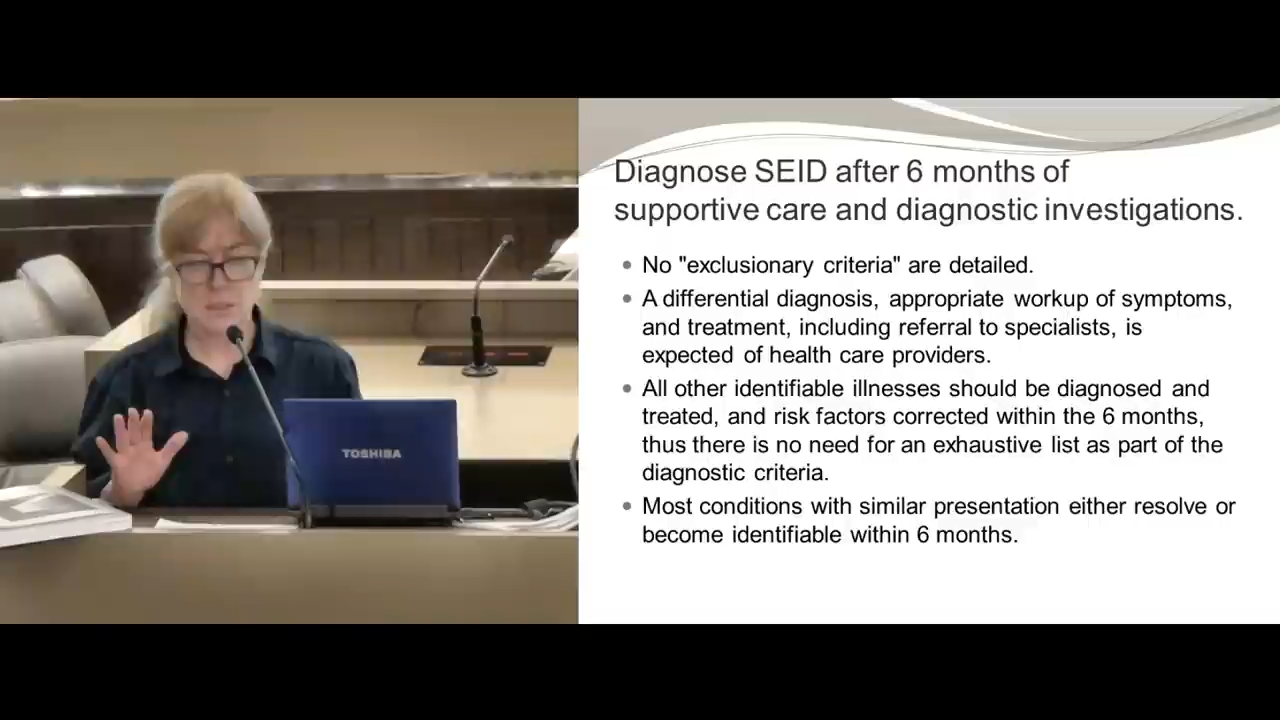 Diagnose SEID after 6 months of
supportive care and diagnostic investigations.
No "exclusionary criteria" are detailed.
A differential diagnosis, appropriate workup of symptoms,
and treatment, including referral to specialists, is
expected of health care providers.
All other identifiable illnesses should be diagnosed and
treated, and risk factors corrected within the 6 months,
thus there is no need for an exhaustive list as part of the
diagnostic criteria.
Most conditions with similar presentation either resolve or
become identifiable within 6 months.
TOSHIBA